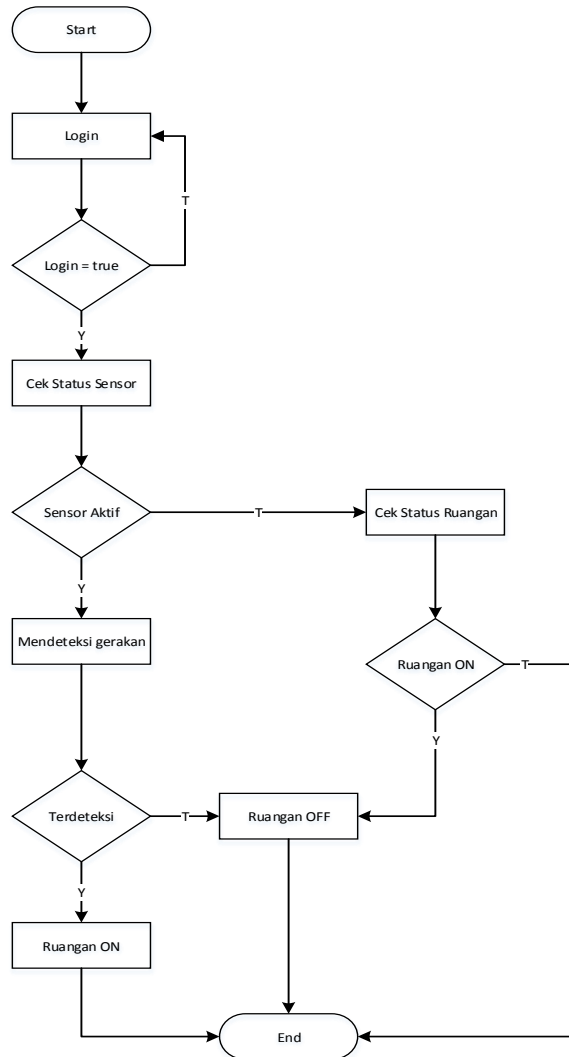 Start
Login
T
Login = true
Y
Cek Status Sensor
Sensor Aktif
T
Cek Status Ruangan
Y
Mendeteksi gerakan
Ruangan ON
T
Y
Terdeteksi
T
Ruangan OFF
Y
Ruangan ON
End